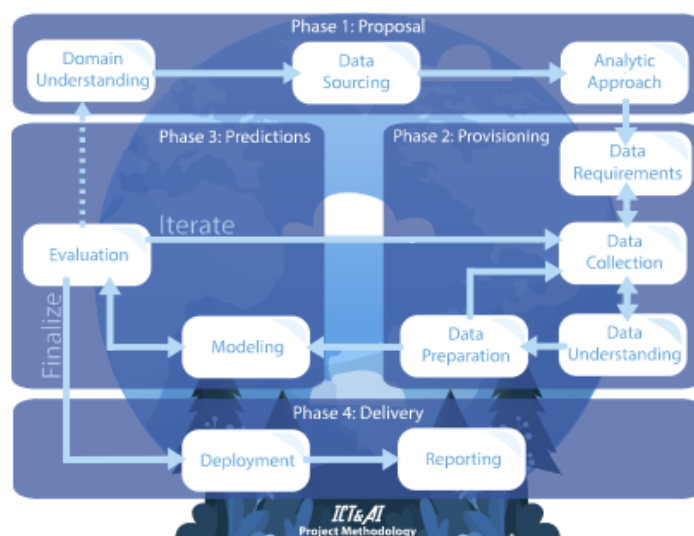 Phase 1: Proposal
Domain
Understanding
Data
Sourcing
Analytic
Approach
Phase 3: Predictions
Phase 2: Provisioning
Data
Requirements
Iterate
Evaluation
Data
Collection
Finalize
Modeling
Data
Preparation
Data
Understanding
Phase 4: Delivery
Deployment
Reporting
ICT&AI
Project Methodology